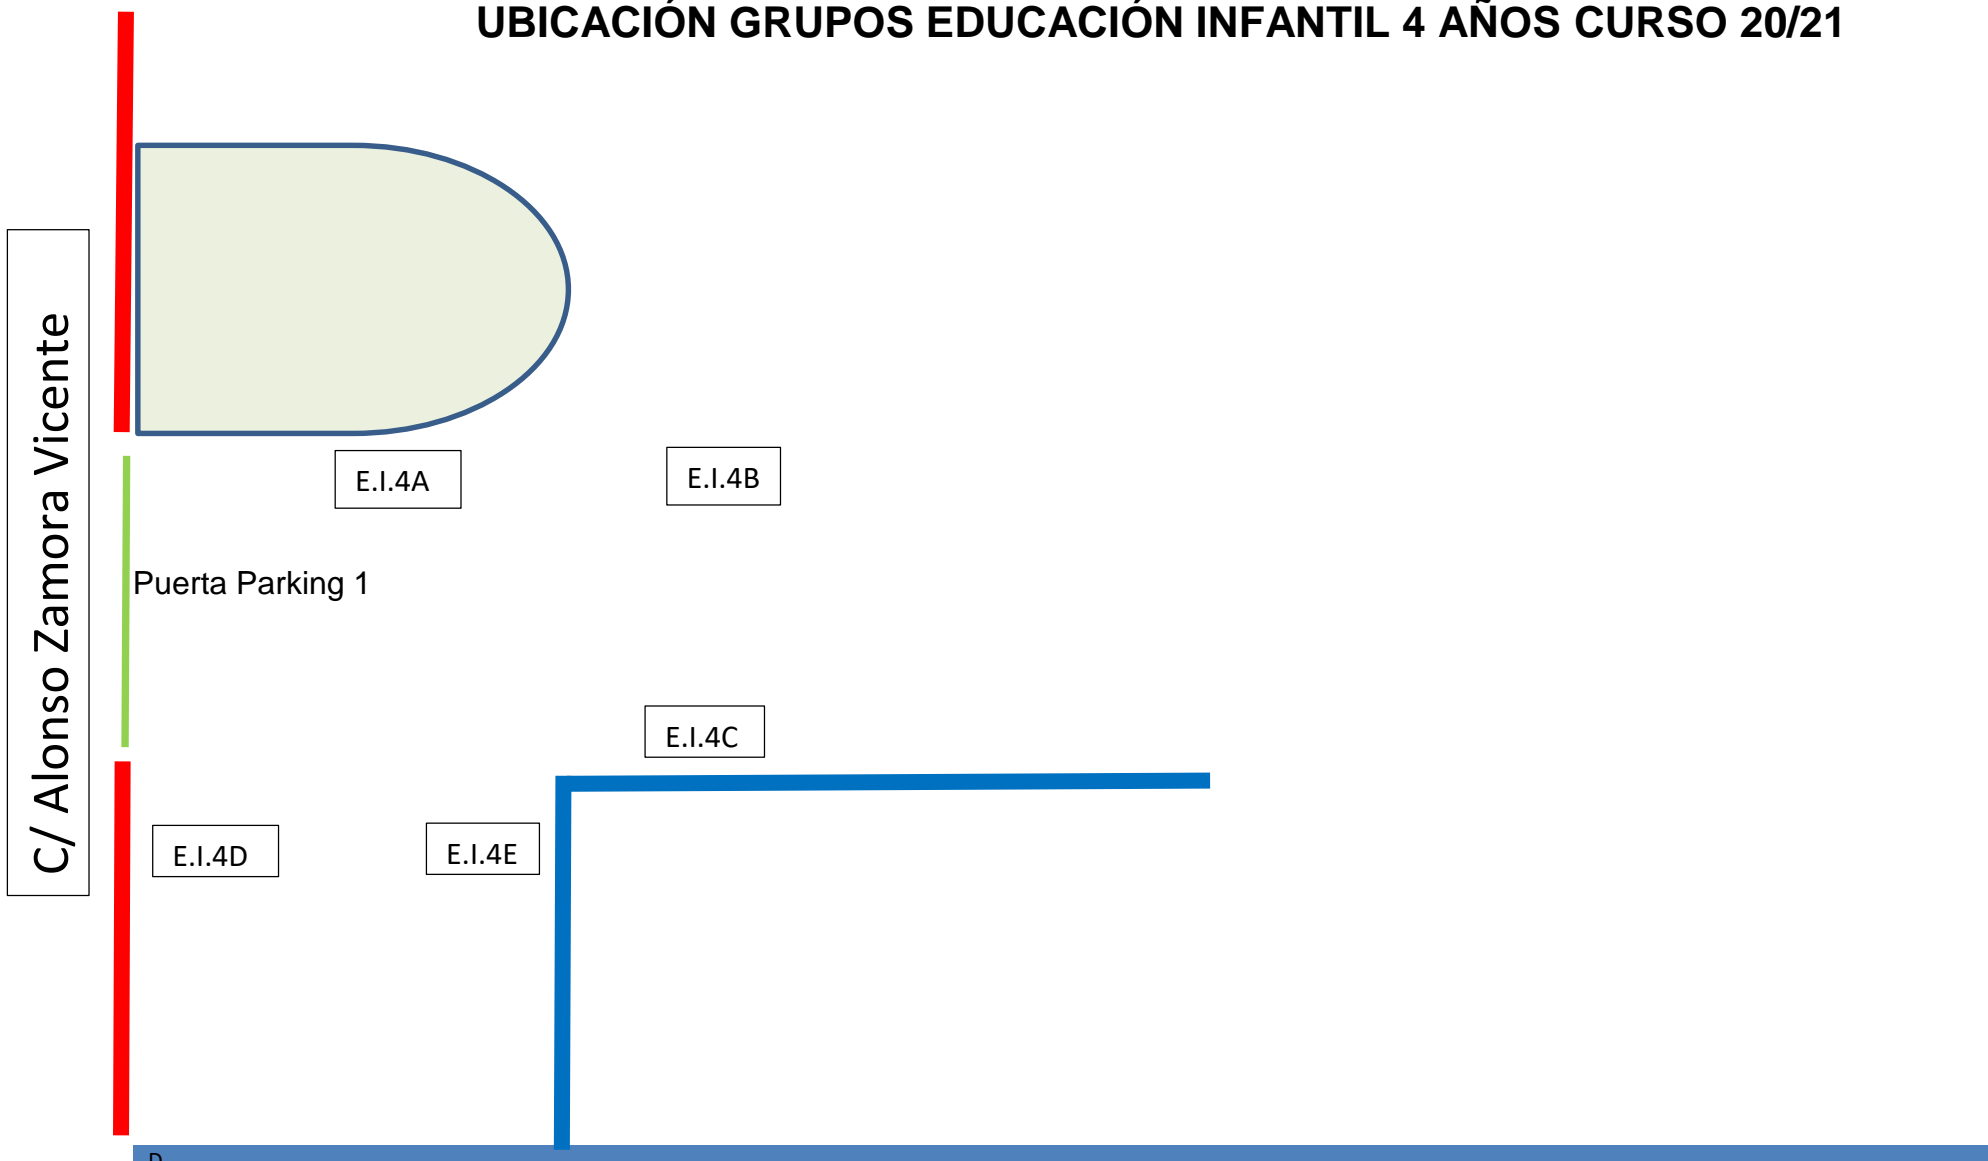 UBICACIÓN GRUPOS EDUCACIÓN INFANTIL 4 AÑOS CURSO 20/21
C/ Alonso Zamora Vicente
E.I.4A
E.I.4B
Puerta Parking 1
E.I.4C
E.I.4D
E.I.4E